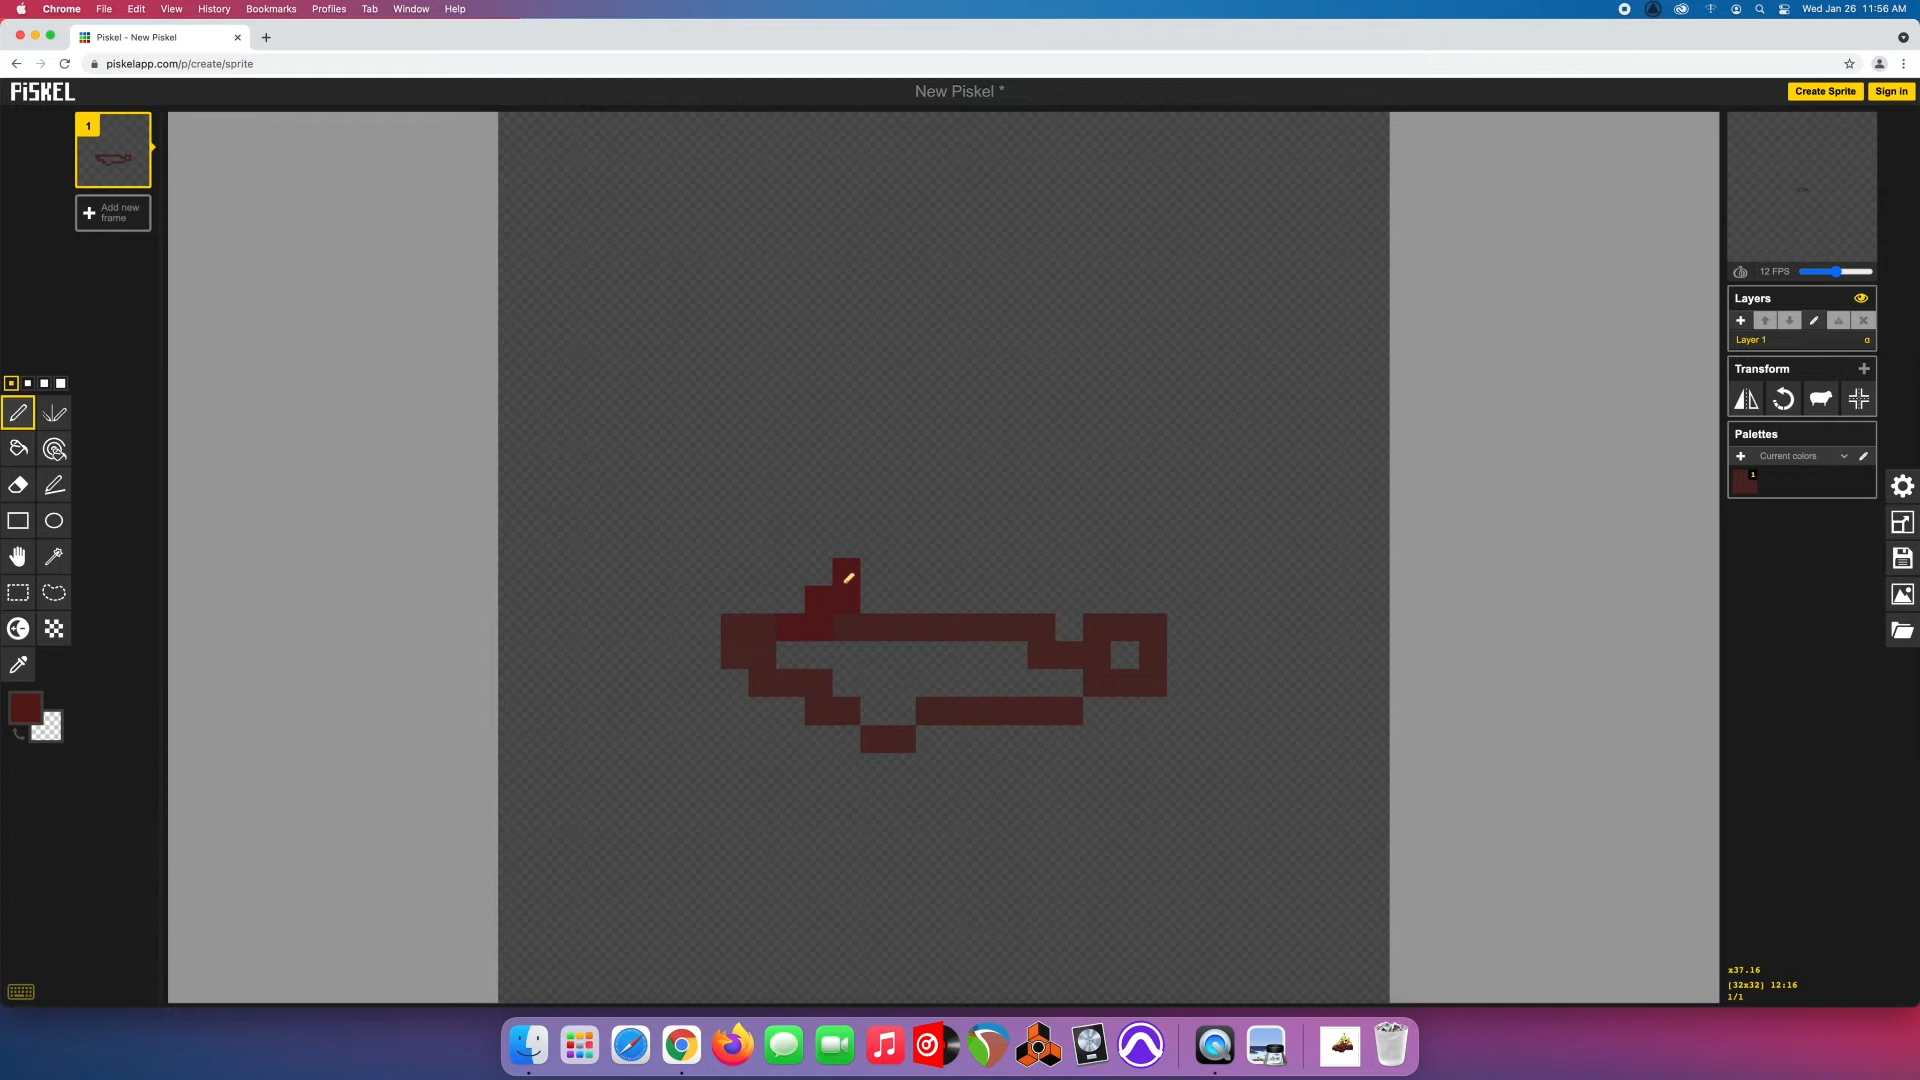 Chrome File Edit View History Bookmarks Profiles Tab Window Help Wed Jan 26 11:56 AM
Piskel - New Piskel
piskelapp.com/p/create/sprite
PiSKEL New Piskel * Create Sprite Sign in
1
Add new
frame
12 FPS
Layers
Layer 1 α
Transform
Palettes
Current colors
1
x37.16
[32x32] 12:16
1/1